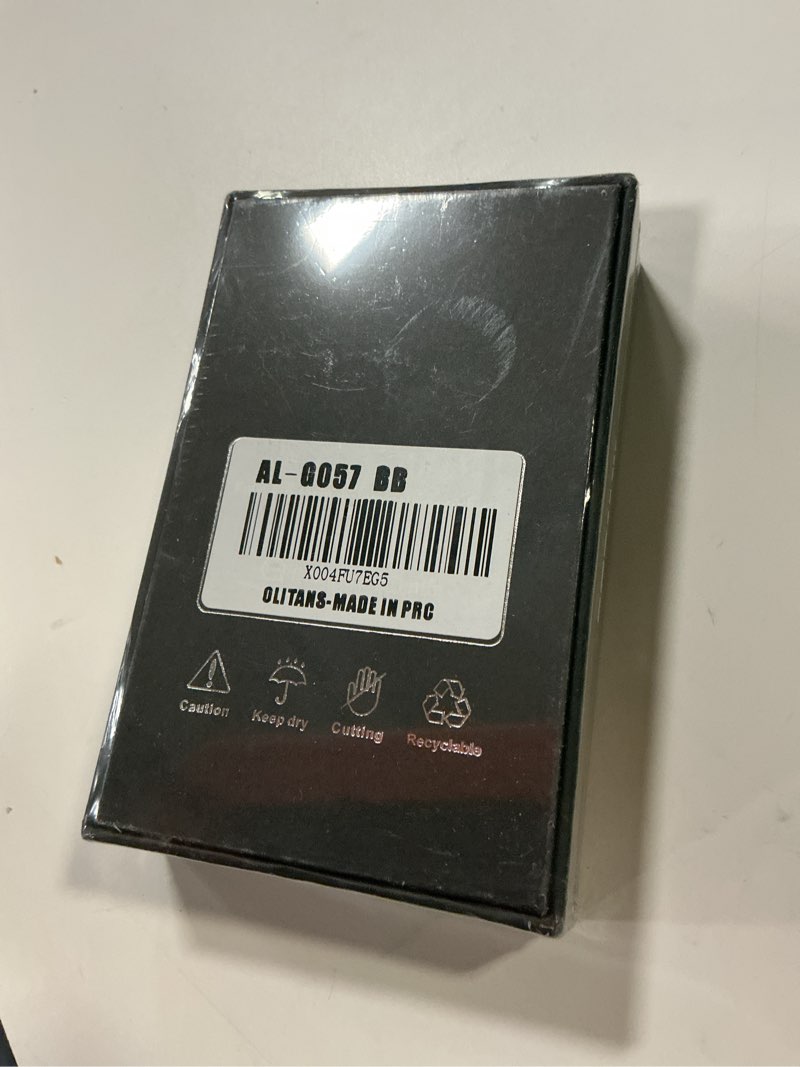 AL-G057 BB
X004FU7EG5
OLITANS-MADE IN PRC
Caution Keep dry Cutting Recyclable